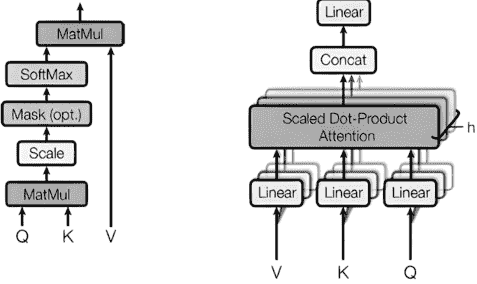 MatMul
SoftMax
Mask (opt.)
Scale
MatMul
Q K V
Linear
Concat
Scaled Dot-Product
Attention
h
Linear Linear Linear
V K Q